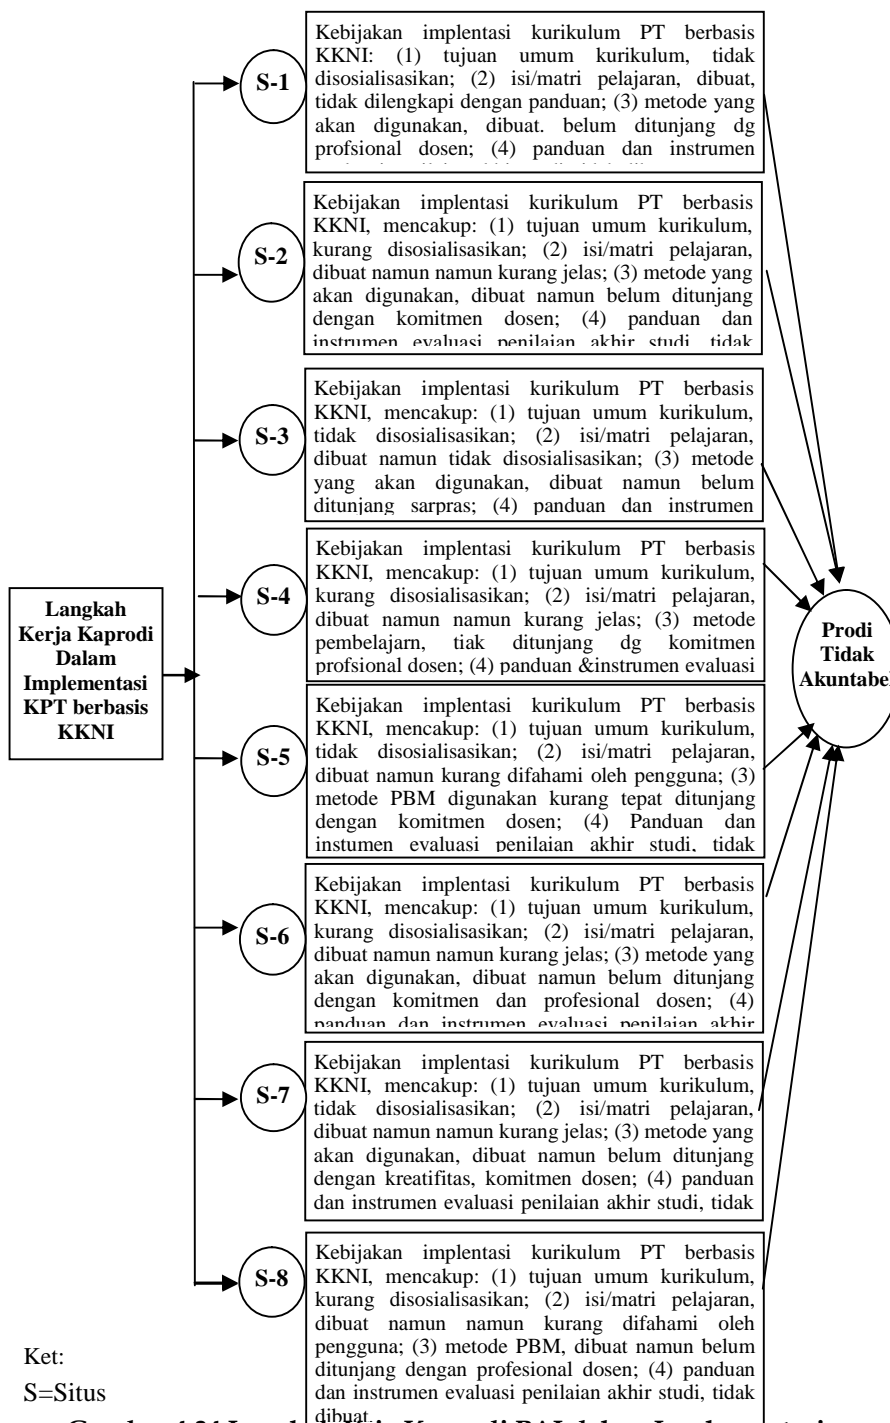 Kebijakan implentasi kurikulum PT berbasis
KKNI: (1) tujuan umum kurikulum, tidak
disosialisasikan; (2) isi/matri pelajaran, dibuat,
tidak dilengkapi dengan panduan; (3) metode yang
akan digunakan, dibuat. belum ditunjang dg
profsional dosen; (4) panduan dan instrumen
S-1
Kebijakan implentasi kurikulum PT berbasis
KKNI, mencakup: (1) tujuan umum kurikulum,
kurang disosialisasikan; (2) isi/matri pelajaran,
dibuat namun namun kurang jelas; (3) metode yang
akan digunakan, dibuat namun belum ditunjang
dengan komitmen dosen; (4) panduan dan
instrumen evaluasi penilaian akhir studi, tidak
S-2
Kebijakan implentasi kurikulum PT berbasis
KKNI, mencakup: (1) tujuan umum kurikulum,
tidak disosialisasikan; (2) isi/matri pelajaran,
dibuat namun tidak disosialisasikan; (3) metode
yang akan digunakan, dibuat namun belum
ditunjang sarpras; (4) panduan dan instrumen
S-3
Kebijakan implentasi kurikulum PT berbasis
KKNI, mencakup: (1) tujuan umum kurikulum,
kurang disosialisasikan; (2) isi/matri pelajaran,
dibuat namun namun kurang jelas; (3) metode
pembelajarn, tiak ditunjang dg komitmen
profsional dosen; (4) panduan &instrumen evaluasi
S-4
Langkah
Kerja Kaprodi
Dalam
Implementasi
KPT berbasis
KKNI
Prodi
Tidak
Akuntabel
Kebijakan implentasi kurikulum PT berbasis
KKNI, mencakup: (1) tujuan umum kurikulum,
tidak disosialisasikan; (2) isi/matri pelajaran,
dibuat namun kurang difahami oleh pengguna; (3)
metode PBM digunakan kurang tepat ditunjang
dengan komitmen dosen; (4) Panduan dan
instumen evaluasi penilaian akhir studi, tidak
S-5
Kebijakan implentasi kurikulum PT berbasis
KKNI, mencakup: (1) tujuan umum kurikulum,
kurang disosialisasikan; (2) isi/matri pelajaran,
dibuat namun namun kurang jelas; (3) metode yang
akan digunakan, dibuat namun belum ditunjang
dengan komitmen dan profesional dosen; (4)
panduan dan instrumen evaluasi penilaian akhir
S-6
Kebijakan implentasi kurikulum PT berbasis
KKNI, mencakup: (1) tujuan umum kurikulum,
tidak disosialisasikan; (2) isi/matri pelajaran,
dibuat namun namun kurang jelas; (3) metode yang
akan digunakan, dibuat namun belum ditunjang
dengan kreatifitas, komitmen dosen; (4) panduan
dan instrumen evaluasi penilaian akhir studi, tidak
S-7
Kebijakan implentasi kurikulum PT berbasis
KKNI, mencakup: (1) tujuan umum kurikulum,
kurang disosialisasikan; (2) isi/matri pelajaran,
dibuat namun namun kurang difahami oleh
pengguna; (3) metode PBM, dibuat namun belum
ditunjang dengan profesional dosen; (4) panduan
dan instrumen evaluasi penilaian akhir studi, tidak
dibuat.
S-8
Ket:
S=Situs